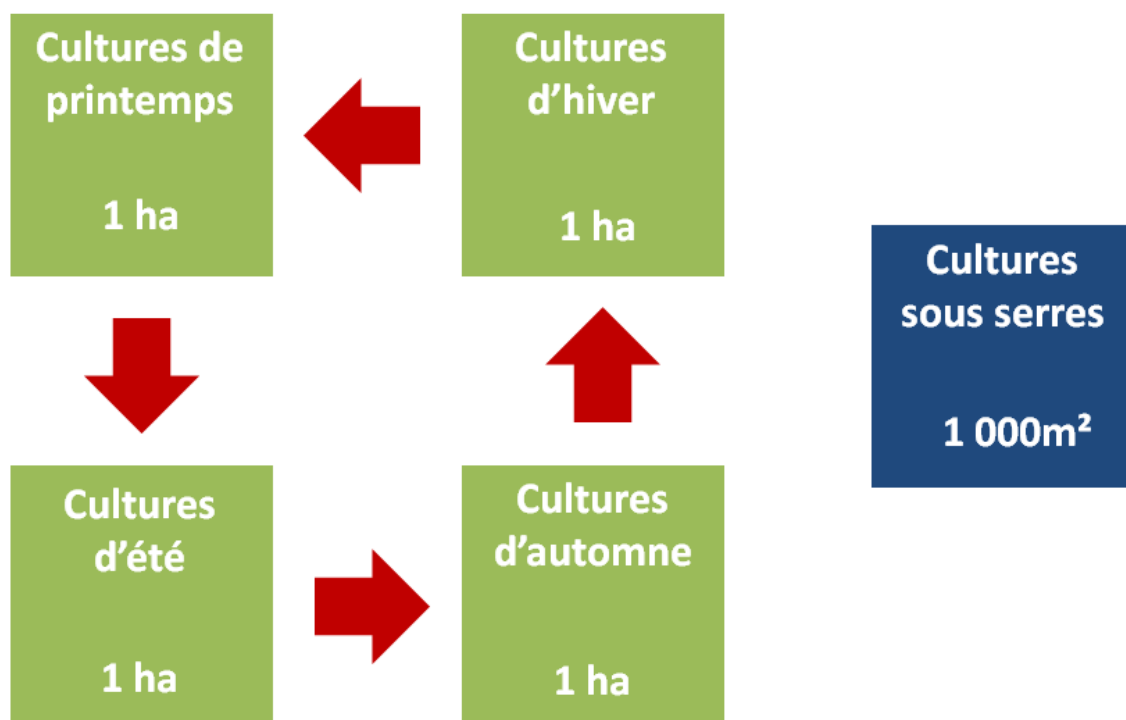 Cultures de
printemps
1 ha
Cultures
d'hiver
1 ha
Cultures
sous serres
1 000m²
Cultures
d'été
1 ha
Cultures
d'automne
1 ha